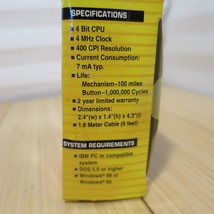 SPECIFICATIONS
■ 4 Bit CPU
■ 4 MHz Clock
■ 400 CPI Resolution
■ Current Consumption:
7 mA typ.
■ Life:
Mechanism-100 miles
Button-1,000,000 Cycles
■ 2 year limited warranty
■ Dimensions:
2.4"(w) x 1.4"(h) x 4.3"(l)
■ 1.8 Meter Cable (6 feet)
SYSTEM REQUIREMENTS
■ IBM PC or compatible
system
■ DOS 5.0 or higher
■ Windows® 98 or
Windows® 95